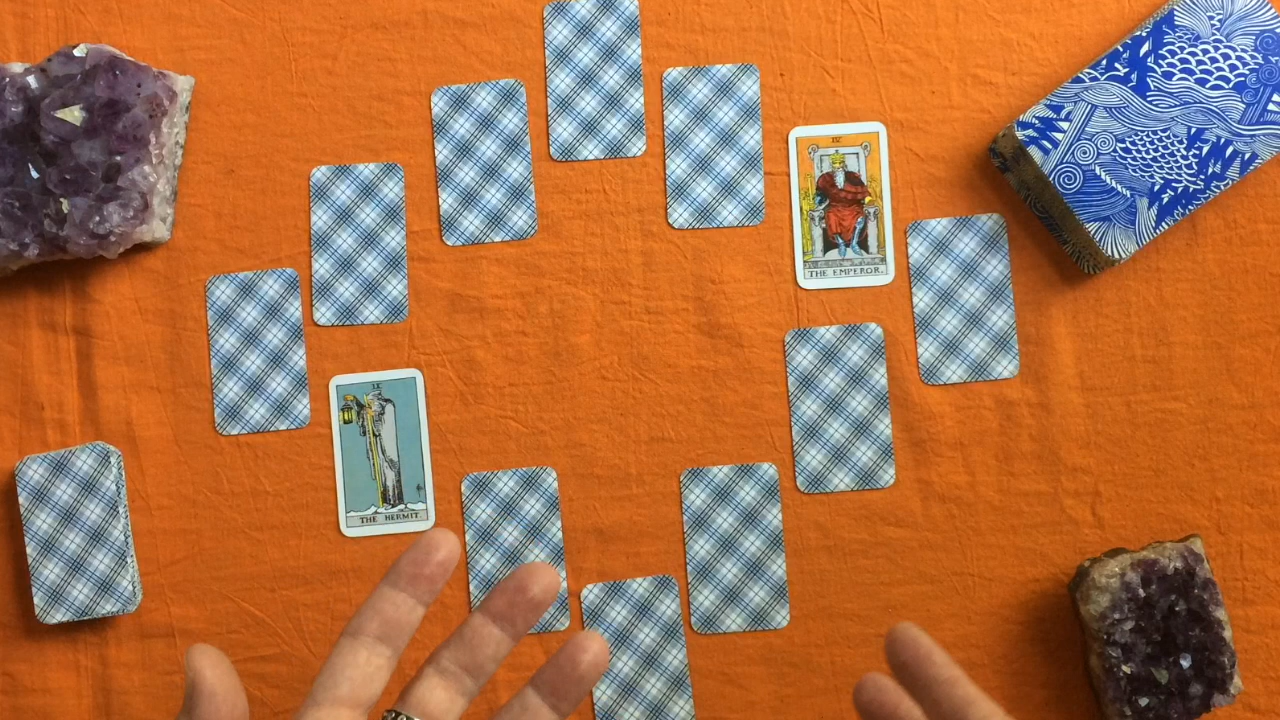 IV
THE EMPEROR.
IX
THE HERMIT.